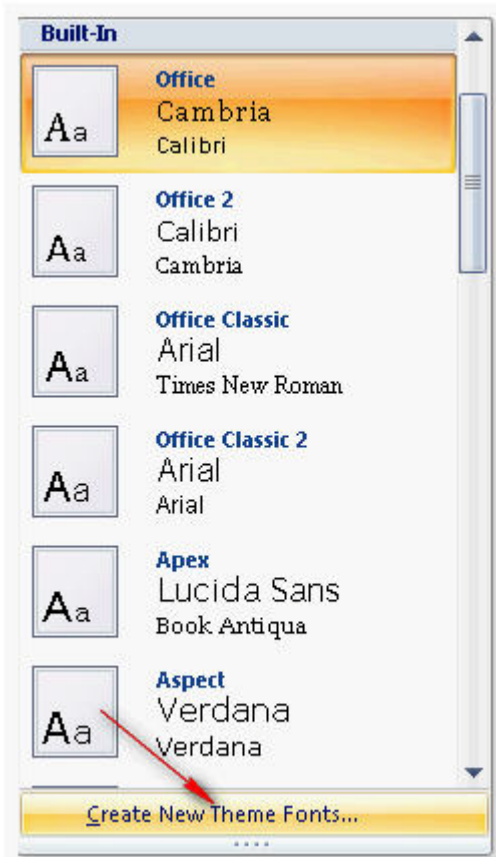 Built-In
Aa
Office
Cambria
Calibri
Aa
Office 2
Calibri
Cambria
Aa
Office Classic
Arial
Times New Roman
Aa
Office Classic 2
Arial
Arial
Aa
Apex
Lucida Sans
Book Antiqua
Aa
Aspect
Verdana
Verdana
Create New Theme Fonts...